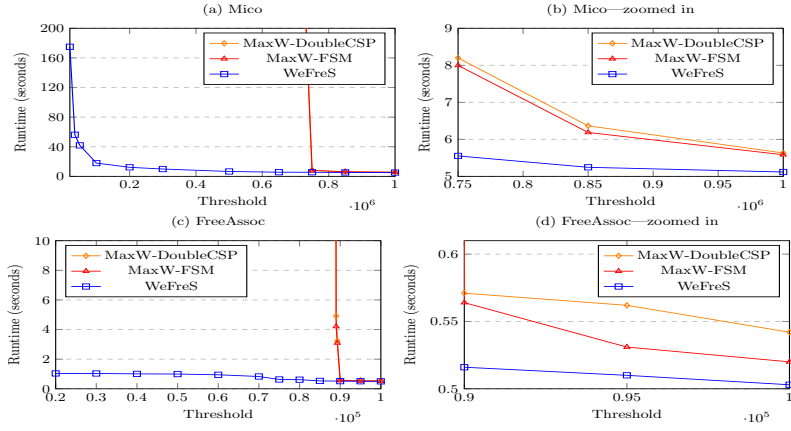 (a) Mico
Runtime (seconds)
200
160
120
80
40
0
0.2
0.4
0.6
0.8
1
Threshold
·10⁶
MaxW-DoubleCSP
MaxW-FSM
WeFreS
(b) Mico—zoomed in
Runtime (seconds)
9
8
7
6
5
0.75
0.8
0.85
0.9
0.95
1
Threshold
·10⁶
MaxW-DoubleCSP
MaxW-FSM
WeFreS
(c) FreeAssoc
Runtime (seconds)
10
8
6
4
2
0
0.2
0.3
0.4
0.5
0.6
0.7
0.8
0.9
1
Threshold
·10⁵
MaxW-DoubleCSP
MaxW-FSM
WeFreS
(d) FreeAssoc—zoomed in
Runtime (seconds)
0.6
0.55
0.5
0.9
0.95
1
Threshold
·10⁵
MaxW-DoubleCSP
MaxW-FSM
WeFreS